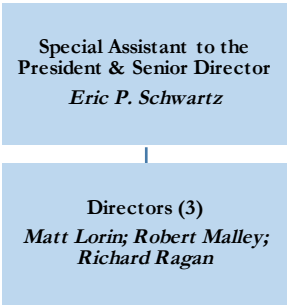 Special Assistant to the
President & Senior Director
Eric P. Schwartz
Directors (3)
Matt Lorin; Robert Malley;
Richard Ragan